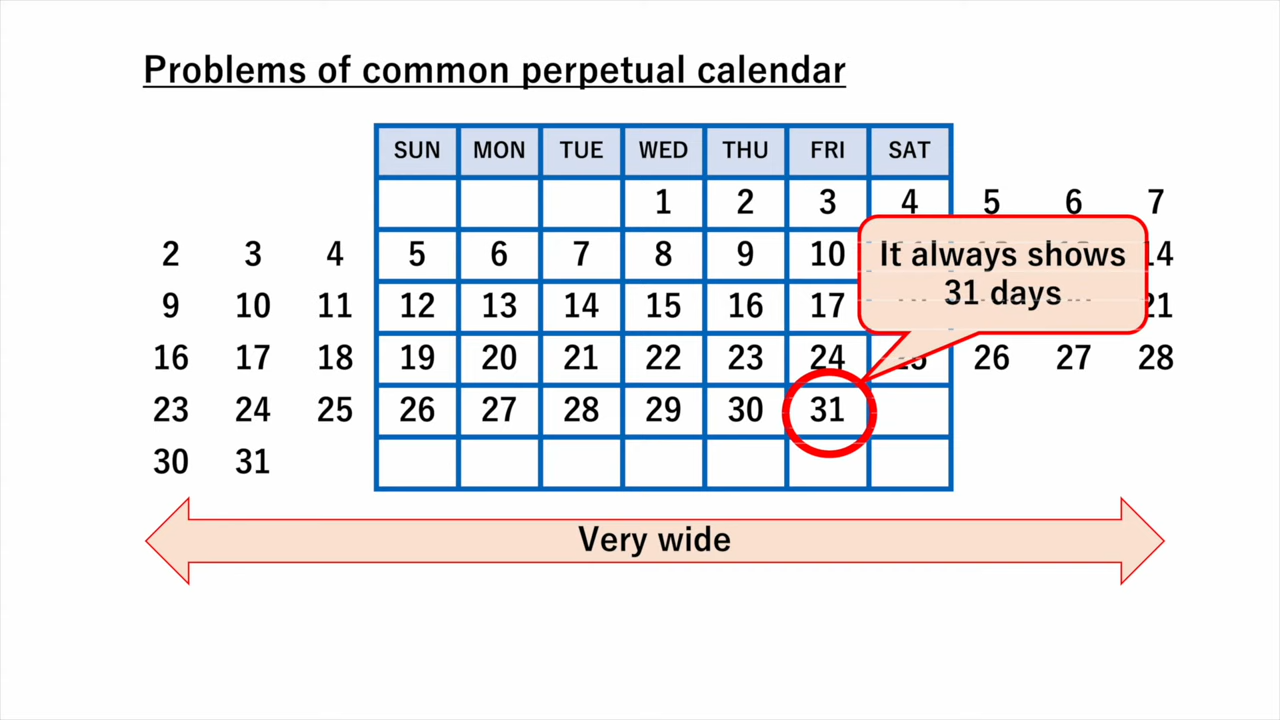 Problems of common perpetual calendar
SUN MON TUE WED THU FRI SAT
1 2 3 4 5 6 7
2 3 4 5 6 7 8 9 10
It always shows
31 days
9 10 11 12 13 14 15 16 17 21
16 17 18 19 20 21 22 23 24 26 27 28
23 24 25 26 27 28 29 30 31
30 31
Very wide